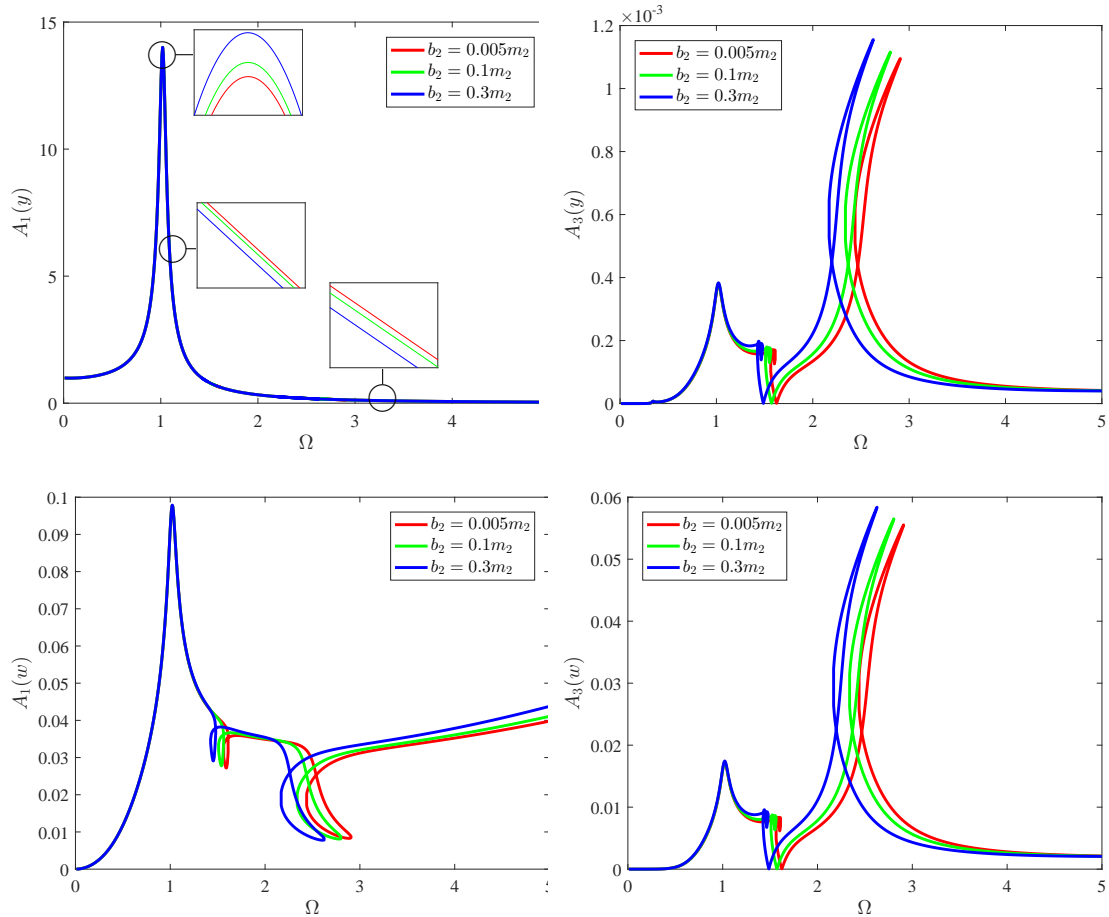 15
10
5
0
A₁(y)
0 1 2 3 4
Ω
b₂ = 0.005m₂
b₂ = 0.1m₂
b₂ = 0.3m₂
×10⁻³
1.2
1
0.8
0.6
0.4
0.2
0
A₃(y)
0 1 2 3 4 5
Ω
b₂ = 0.005m₂
b₂ = 0.1m₂
b₂ = 0.3m₂
0.1
0.09
0.08
0.07
0.06
0.05
0.04
0.03
0.02
0.01
0
A₁(w)
0 1 2 3 4 5
Ω
b₂ = 0.005m₂
b₂ = 0.1m₂
b₂ = 0.3m₂
0.06
0.05
0.04
0.03
0.02
0.01
0
A₃(w)
0 1 2 3 4 5
Ω
b₂ = 0.005m₂
b₂ = 0.1m₂
b₂ = 0.3m₂